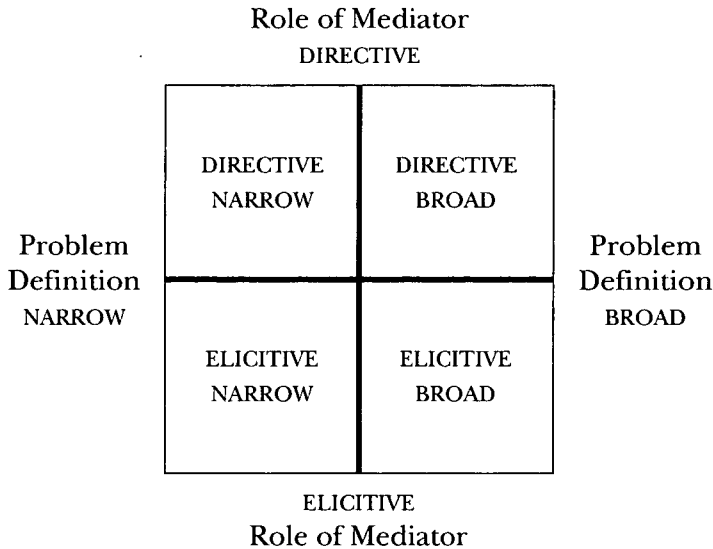 Role of Mediator
DIRECTIVE
DIRECTIVE
NARROW
DIRECTIVE
BROAD
Problem
Definition
NARROW
Problem
Definition
BROAD
ELICITIVE
NARROW
ELICITIVE
BROAD
ELICITIVE
Role of Mediator